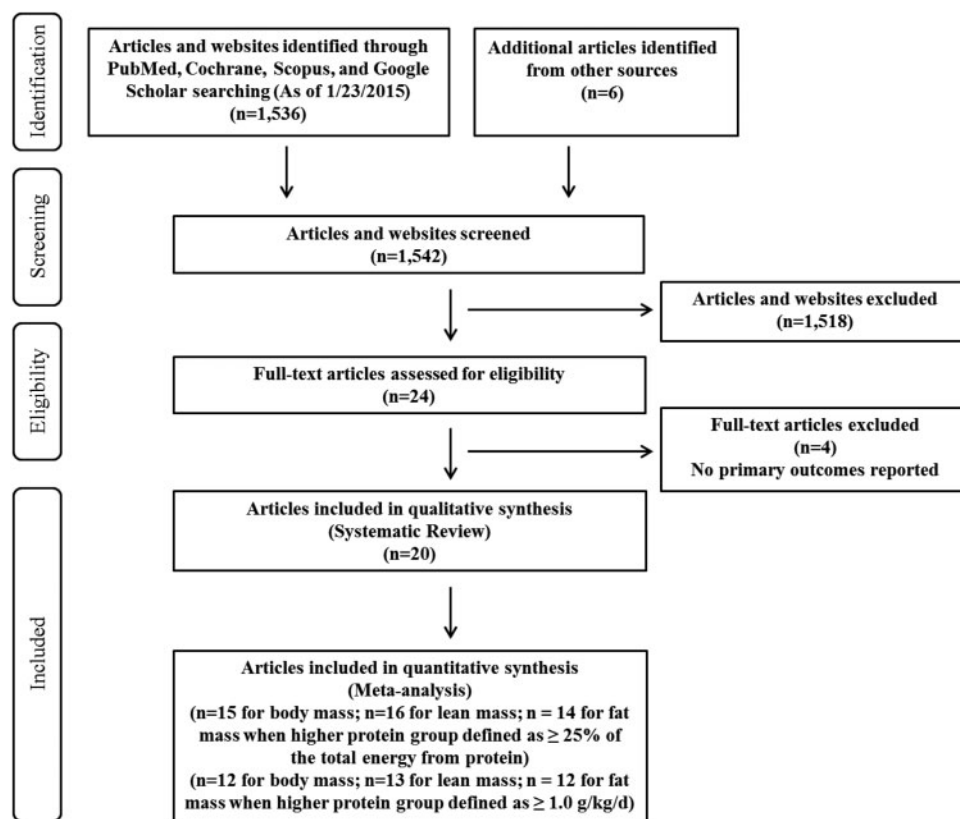 Identification
Articles and websites identified through
PubMed, Cochrane, Scopus, and Google
Scholar searching (As of 1/23/2015)
(n=1,536)
Additional articles identified
from other sources
(n=6)
Screening
Articles and websites screened
(n=1,542)
Articles and websites excluded
(n=1,518)
Eligibility
Full-text articles assessed for eligibility
(n=24)
Full-text articles excluded
(n=4)
No primary outcomes reported
Included
Articles included in qualitative synthesis
(Systematic Review)
(n=20)
Articles included in quantitative synthesis
(Meta-analysis)
(n=15 for body mass; n=16 for lean mass; n = 14 for fat
mass when higher protein group defined as ≥ 25% of
the total energy from protein)
(n=12 for body mass; n=13 for lean mass; n = 12 for fat
mass when higher protein group defined as ≥ 1.0 g/kg/d)